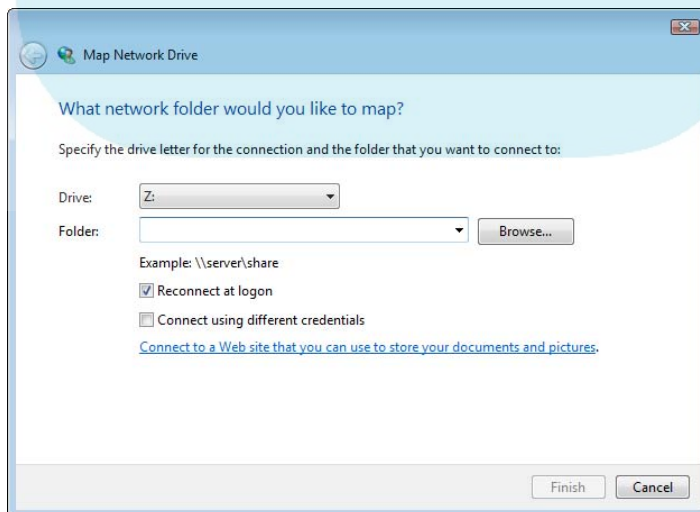 Map Network Drive
What network folder would you like to map?
Specify the drive letter for the connection and the folder that you want to connect to:
Drive: Z:
Folder: Browse...
Example: \\server\share
Reconnect at logon
Connect using different credentials
Connect to a Web site that you can use to store your documents and pictures.
Finish Cancel